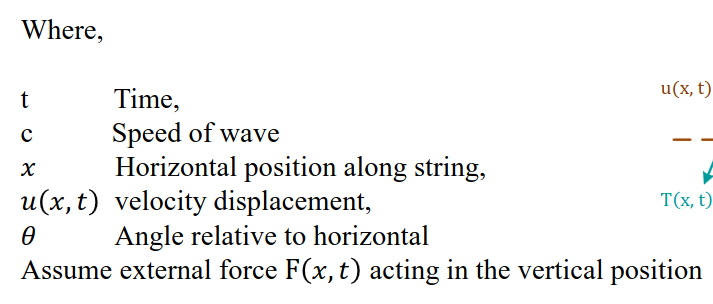 Where,
t Time,
c Speed of wave
x Horizontal position along string,
u(x, t) velocity displacement,
θ Angle relative to horizontal
Assume external force F(x, t) acting in the vertical position
u(x, t)
T(x, t)